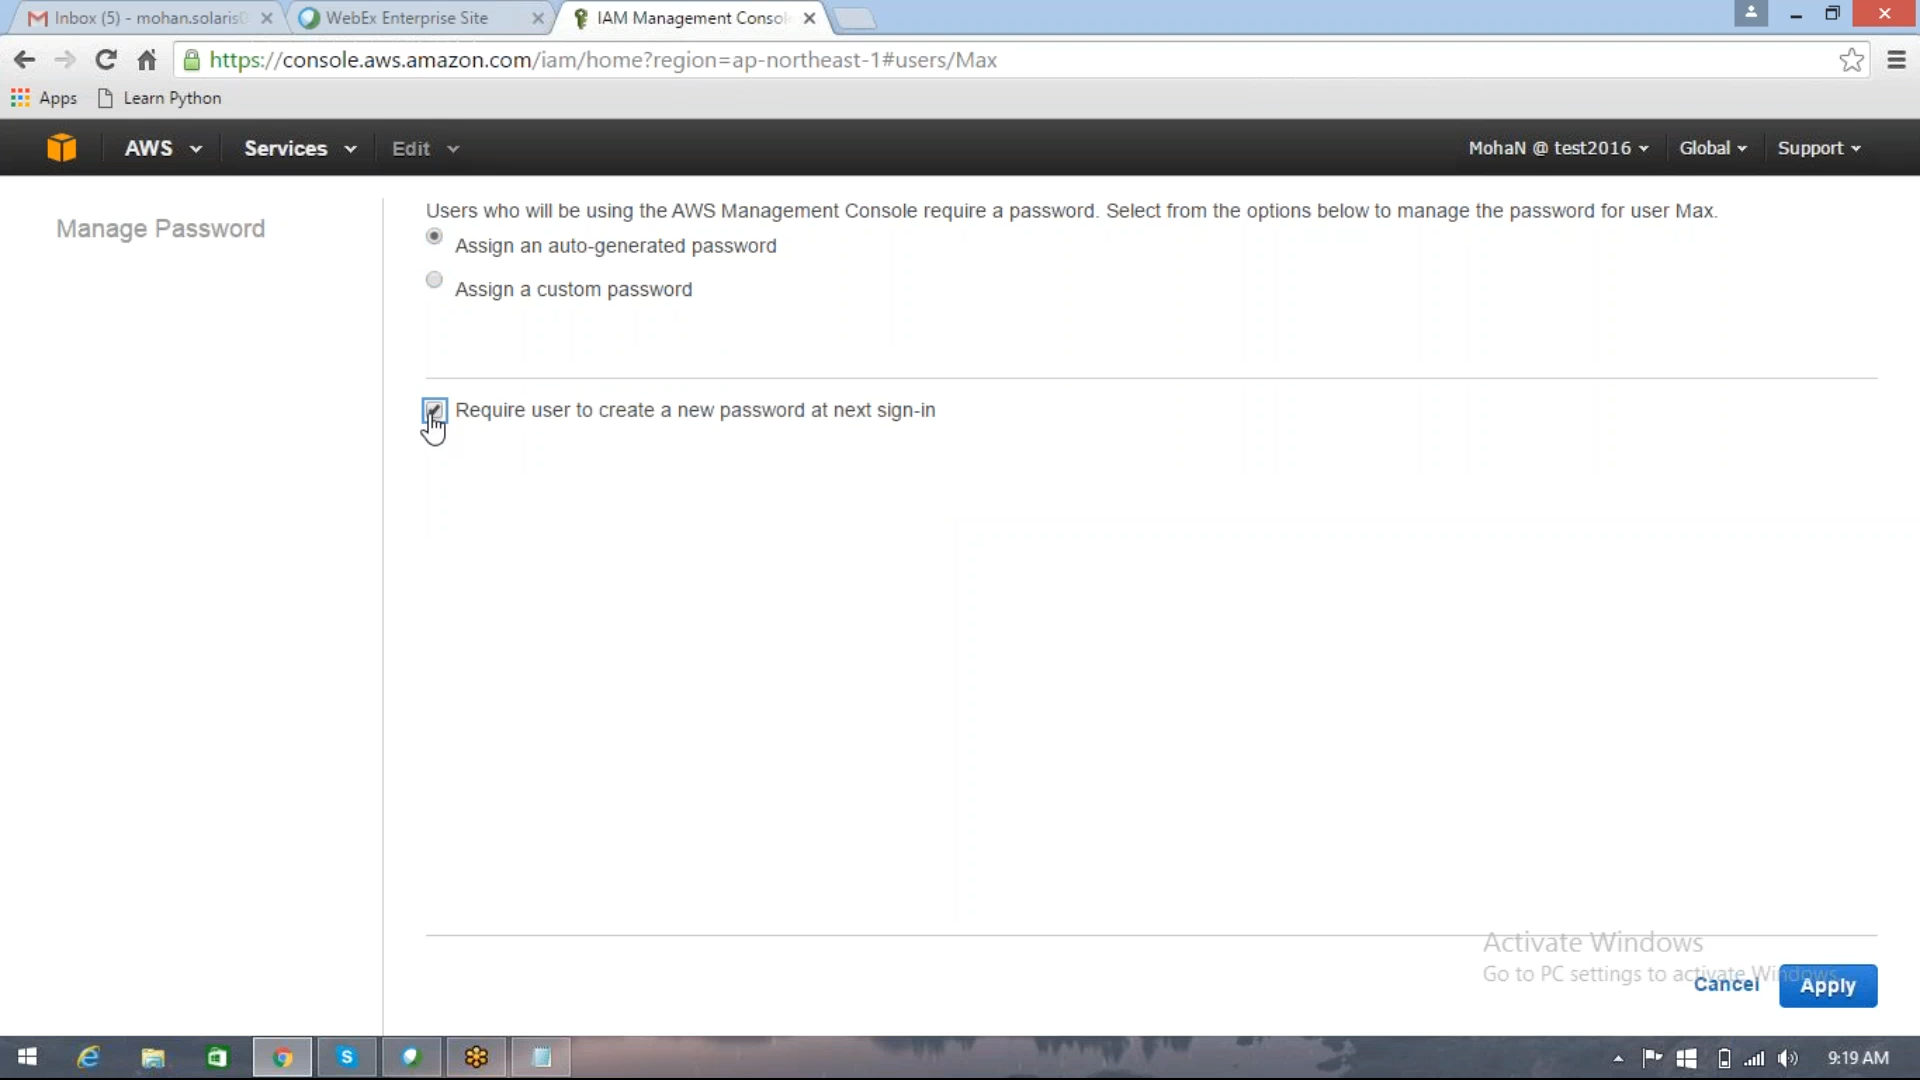 Inbox (5) - mohan.solaris
WebEx Enterprise Site
IAM Management Consol
https://console.aws.amazon.com/iam/home?region=ap-northeast-1#users/Max
Apps
Learn Python
AWS
Services
Edit
MohaN @ test2016
Global
Support
Manage Password
Users who will be using the AWS Management Console require a password. Select from the options below to manage the password for user Max.
Assign an auto-generated password
Assign a custom password
Require user to create a new password at next sign-in
Activate Windows
Go to PC settings to activate Windows.
Cancel
Apply
9:19 AM